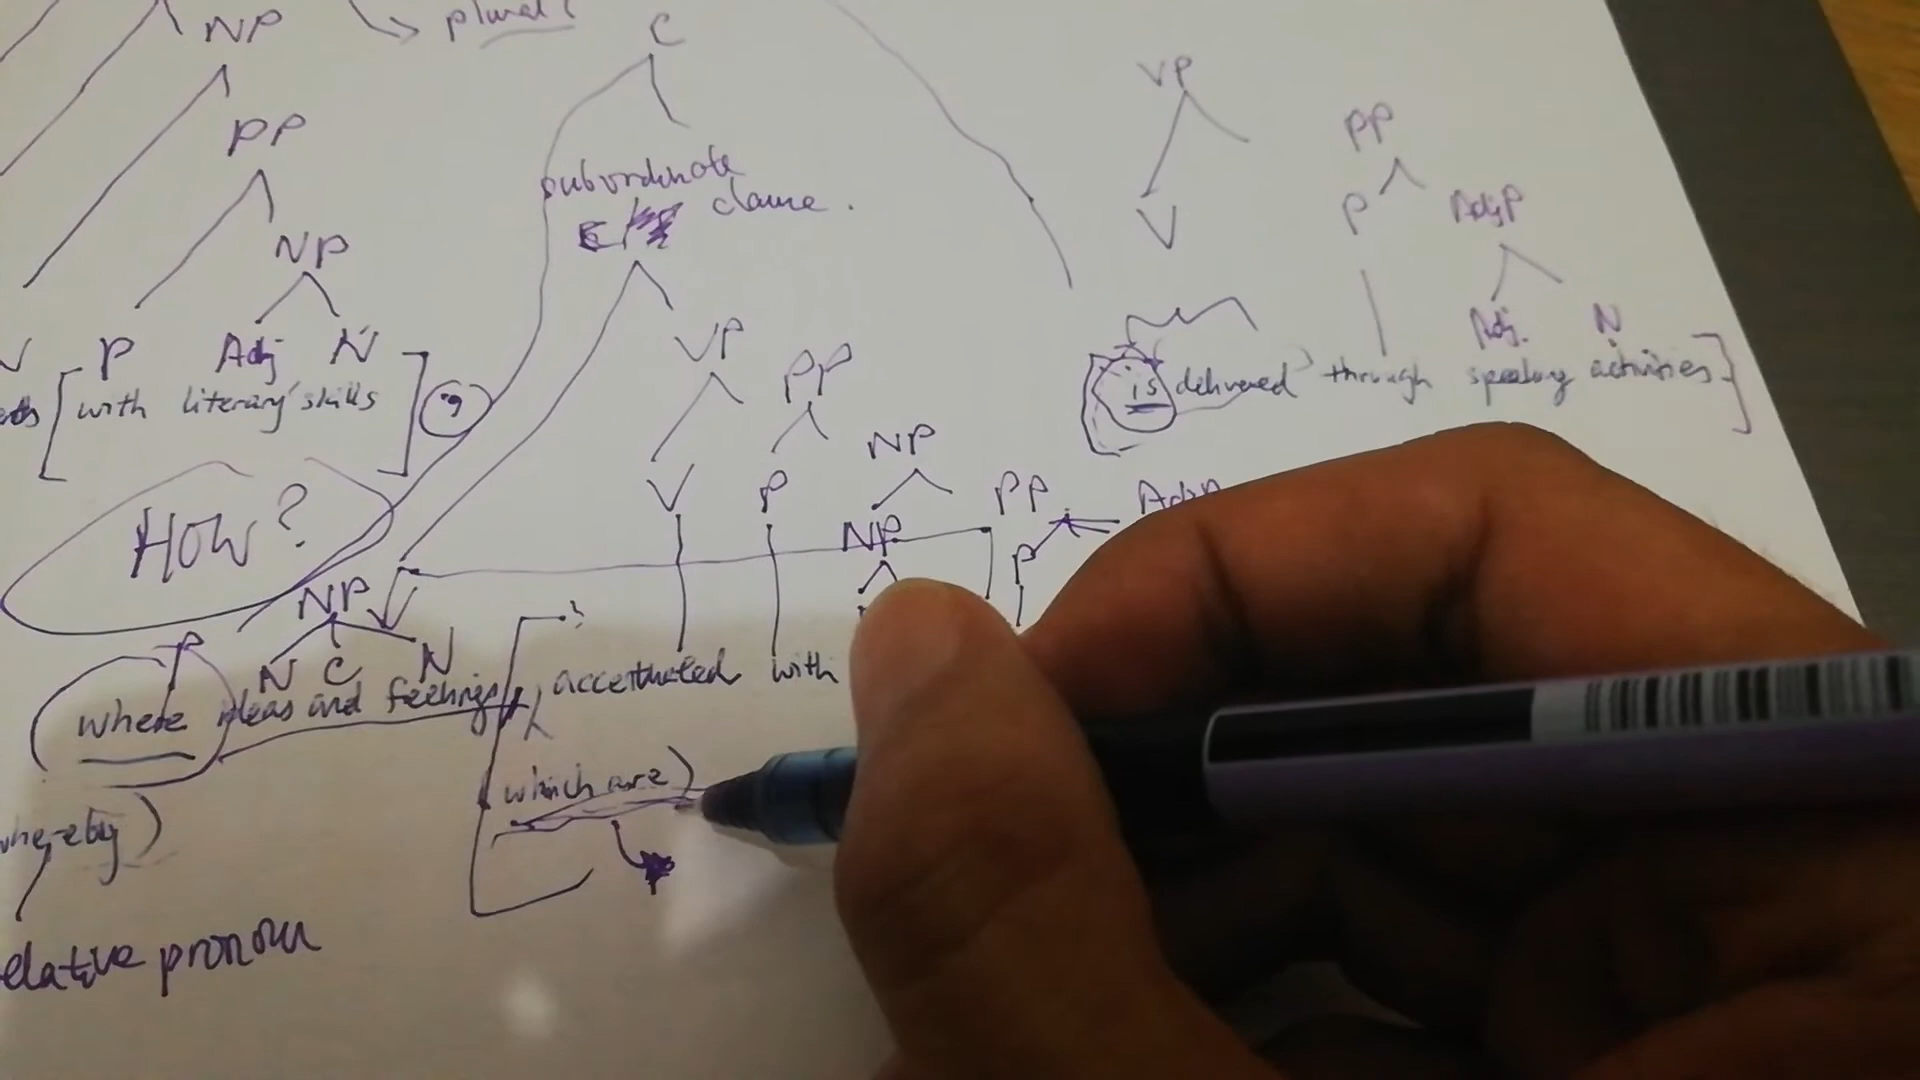 NP
plural?
C
VP
PP
PP
subordinate
clause.
P
AdjP
V
NP
VP
PP
P Adj N
Adj. N
with literary skills
is delivered through speaking activities
NP
V P
PP
HOW?
NP
P
NP
P
N C N
where ideas and feelings, accentuated with
(which are)
whereby)
relative pronoun